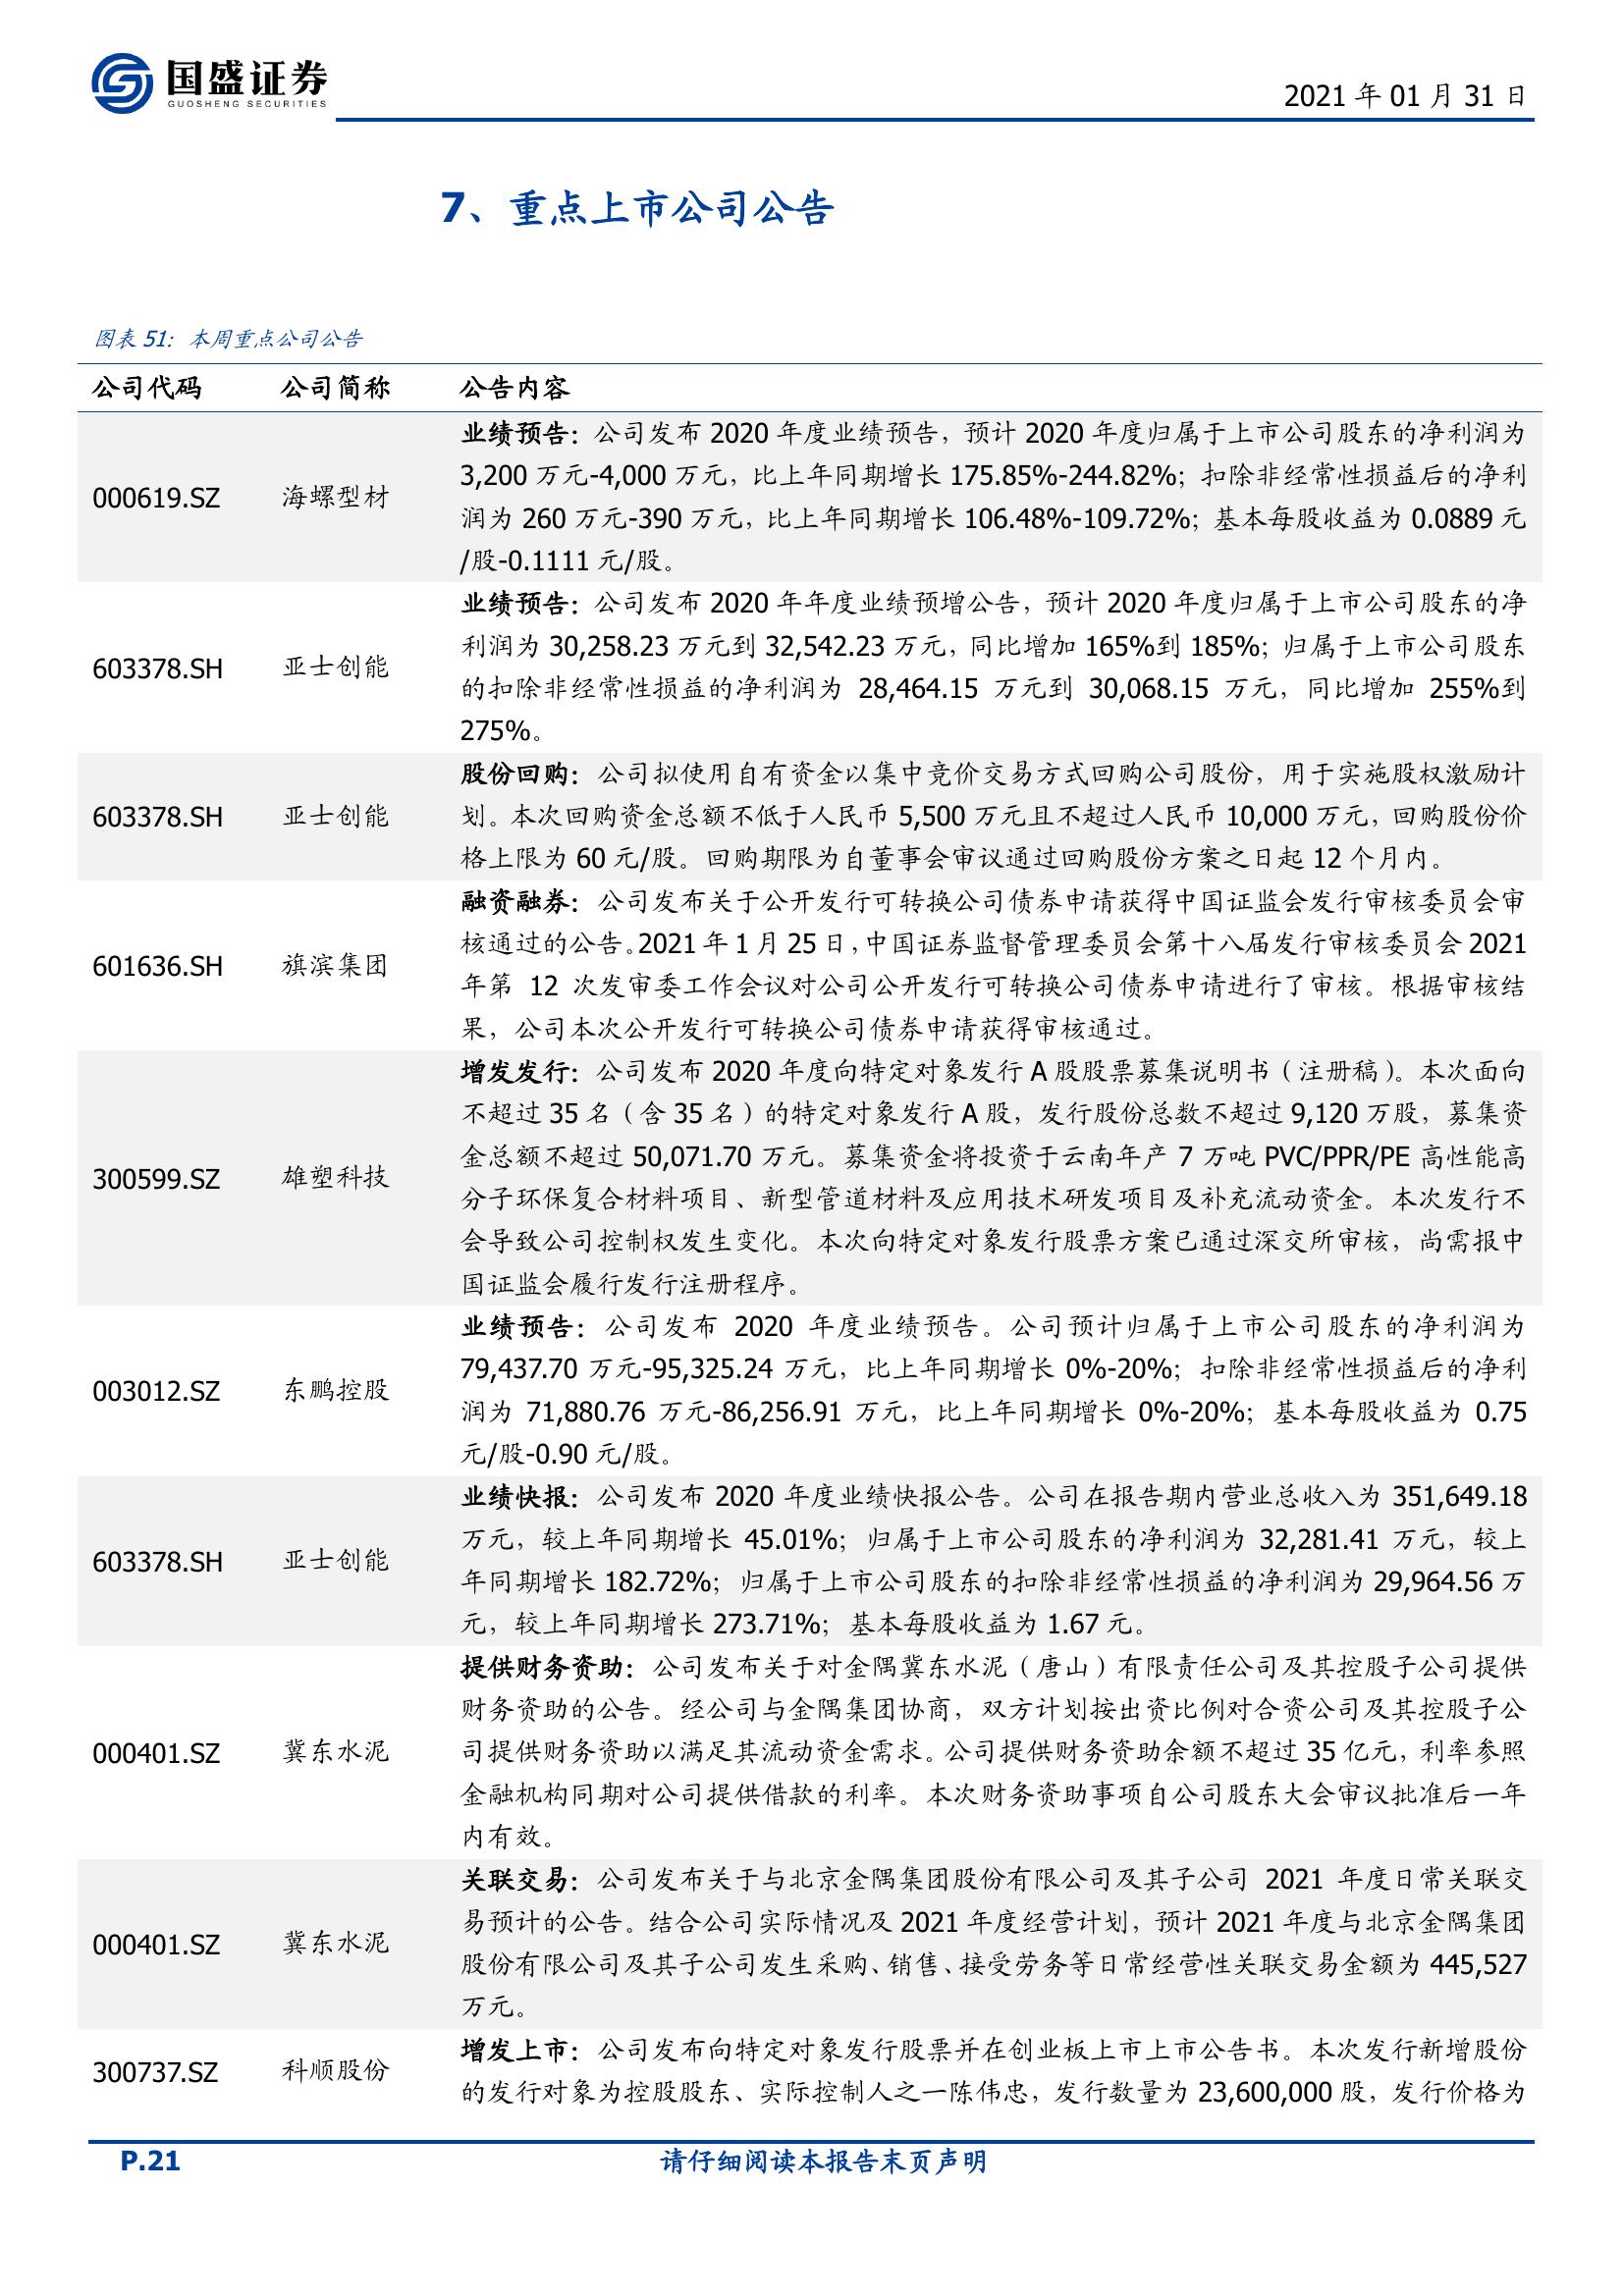 国盛证券
GUOSHENG SECURITIES
2021 年 01 月 31 日
7、重点上市公司公告
图表 51：本周重点公司公告
公司代码 公司简称 公告内容
业绩预告：公司发布 2020 年度业绩预告，预计 2020 年度归属于上市公司股东的净利润为
3,200 万元-4,000 万元，比上年同期增长 175.85%-244.82%；扣除非经常性损益后的净利
000619.SZ 海螺型材
润为 260 万元-390 万元，比上年同期增长 106.48%-109.72%；基本每股收益为 0.0889 元
/股-0.1111 元/股。
业绩预告：公司发布 2020 年年度业绩预增公告，预计 2020 年度归属于上市公司股东的净
利润为 30,258.23 万元到 32,542.23 万元，同比增加 165%到 185%；归属于上市公司股东
603378.SH 亚士创能
的扣除非经常性损益的净利润为 28,464.15 万元到 30,068.15 万元，同比增加 255%到
275%。
股份回购：公司拟使用自有资金以集中竞价交易方式回购公司股份，用于实施股权激励计
603378.SH 亚士创能 划。本次回购资金总额不低于人民币 5,500 万元且不超过人民币 10,000 万元，回购股份价
格上限为 60 元/股。回购期限为自董事会审议通过回购股份方案之日起 12 个月内。
融资融券：公司发布关于公开发行可转换公司债券申请获得中国证监会发行审核委员会审
核通过的公告。2021 年 1 月 25 日，中国证券监督管理委员会第十八届发行审核委员会 2021
601636.SH 旗滨集团
年第 12 次发审委工作会议对公司公开发行可转换公司债券申请进行了审核。根据审核结
果，公司本次公开发行可转换公司债券申请获得审核通过。
增发发行：公司发布 2020 年度向特定对象发行 A 股股票募集说明书（注册稿）。本次面向
不超过 35 名（含 35 名）的特定对象发行 A 股，发行股份总数不超过 9,120 万股，募集资
金总额不超过 50,071.70 万元。募集资金将投资于云南年产 7 万吨 PVC/PPR/PE 高性能高
300599.SZ 雄塑科技
分子环保复合材料项目、新型管道材料及应用技术研发项目及补充流动资金。本次发行不
会导致公司控制权发生变化。本次向特定对象发行股票方案已通过深交所审核，尚需报中
国证监会履行发行注册程序。
业绩预告：公司发布 2020 年度业绩预告。公司预计归属于上市公司股东的净利润为
79,437.70 万元-95,325.24 万元，比上年同期增长 0%-20%；扣除非经常性损益后的净利
003012.SZ 东鹏控股
润为 71,880.76 万元-86,256.91 万元，比上年同期增长 0%-20%；基本每股收益为 0.75
元/股-0.90 元/股。
业绩快报：公司发布 2020 年度业绩快报公告。公司在报告期内营业总收入为 351,649.18
万元，较上年同期增长 45.01%；归属于上市公司股东的净利润为 32,281.41 万元，较上
603378.SH 亚士创能
年同期增长 182.72%；归属于上市公司股东的扣除非经常性损益的净利润为 29,964.56 万
元，较上年同期增长 273.71%；基本每股收益为 1.67 元。
提供财务资助：公司发布关于对金隅冀东水泥（唐山）有限责任公司及其控股子公司提供
财务资助的公告。经公司与金隅集团协商，双方计划按出资比例对合资公司及其控股子公
000401.SZ 冀东水泥 司提供财务资助以满足其流动资金需求。公司提供财务资助余额不超过 35 亿元，利率参照
金融机构同期对公司提供借款的利率。本次财务资助事项自公司股东大会审议批准后一年
内有效。
关联交易：公司发布关于与北京金隅集团股份有限公司及其子公司 2021 年度日常关联交
易预计的公告。结合公司实际情况及 2021 年度经营计划，预计 2021 年度与北京金隅集团
000401.SZ 冀东水泥
股份有限公司及其子公司发生采购、销售、接受劳务等日常经营性关联交易金额为 445,527
万元。
增发上市：公司发布向特定对象发行股票并在创业板上市上市公告书。本次发行新增股份
300737.SZ 科顺股份
的发行对象为控股股东、实际控制人之一陈伟忠，发行数量为 23,600,000 股，发行价格为
P.21 请仔细阅读本报告末页声明